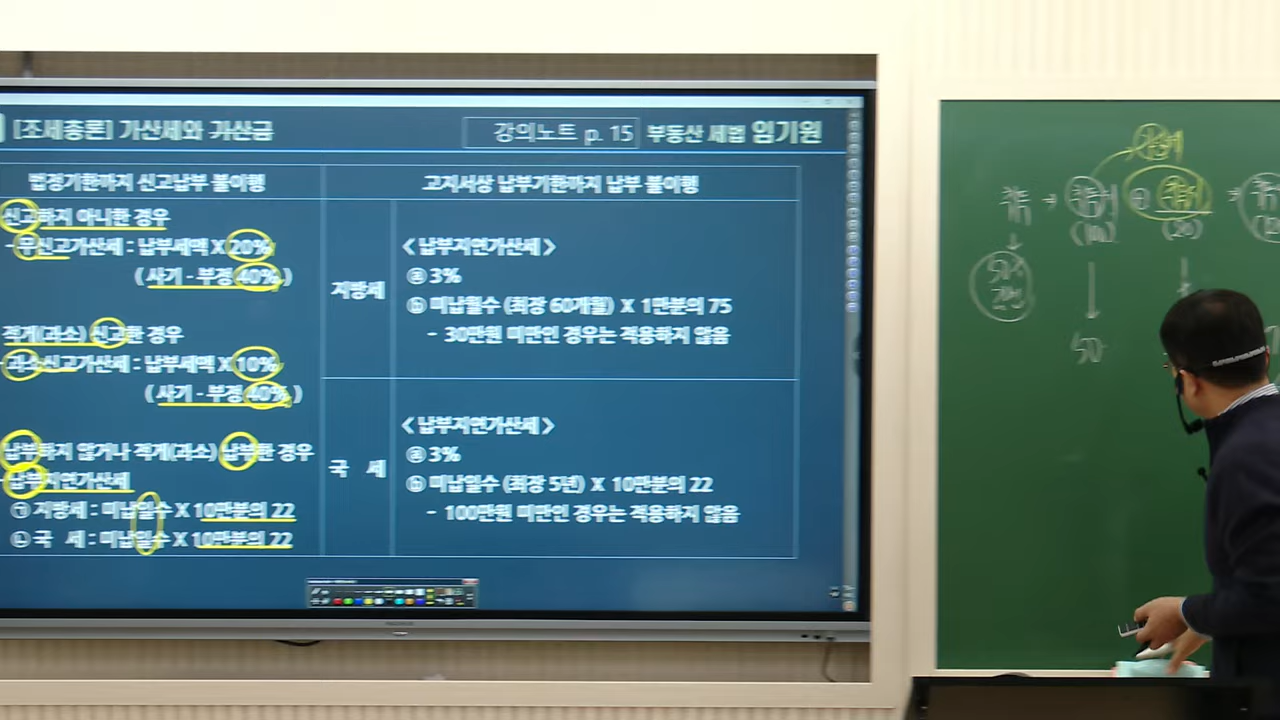 [조세총론] 가산세와 가산금
강의노트 p. 15
부동산 세법 임기원
법정기한까지 신고납부 불이행
신고하지 아니한 경우
- 무신고가산세 : 납부세액 X 20%
( 사기 - 부정 40% )
적게(과소) 신고한 경우
- 과소신고가산세 : 납부세액 X 10%
( 사기 - 부정 40% )
납부하지 않거나 적게(과소) 납부한 경우
- 납부지연가산세
㉠ 지방세 : 미납일수 X 10만분의 22
㉡ 국 세 : 미납일수 X 10만분의 22
고지서상 납부기한까지 납부 불이행
지방세
< 납부지연가산세 >
ⓐ 3%
ⓑ 미납월수 (최장 60개월) X 1만분의 75
- 30만원 미만인 경우는 적용하지 않음
국 세
< 납부지연가산세 >
ⓐ 3%
ⓑ 미납일수 (최장 5년) X 10만분의 22
- 100만원 미만인 경우는 적용하지 않음
50